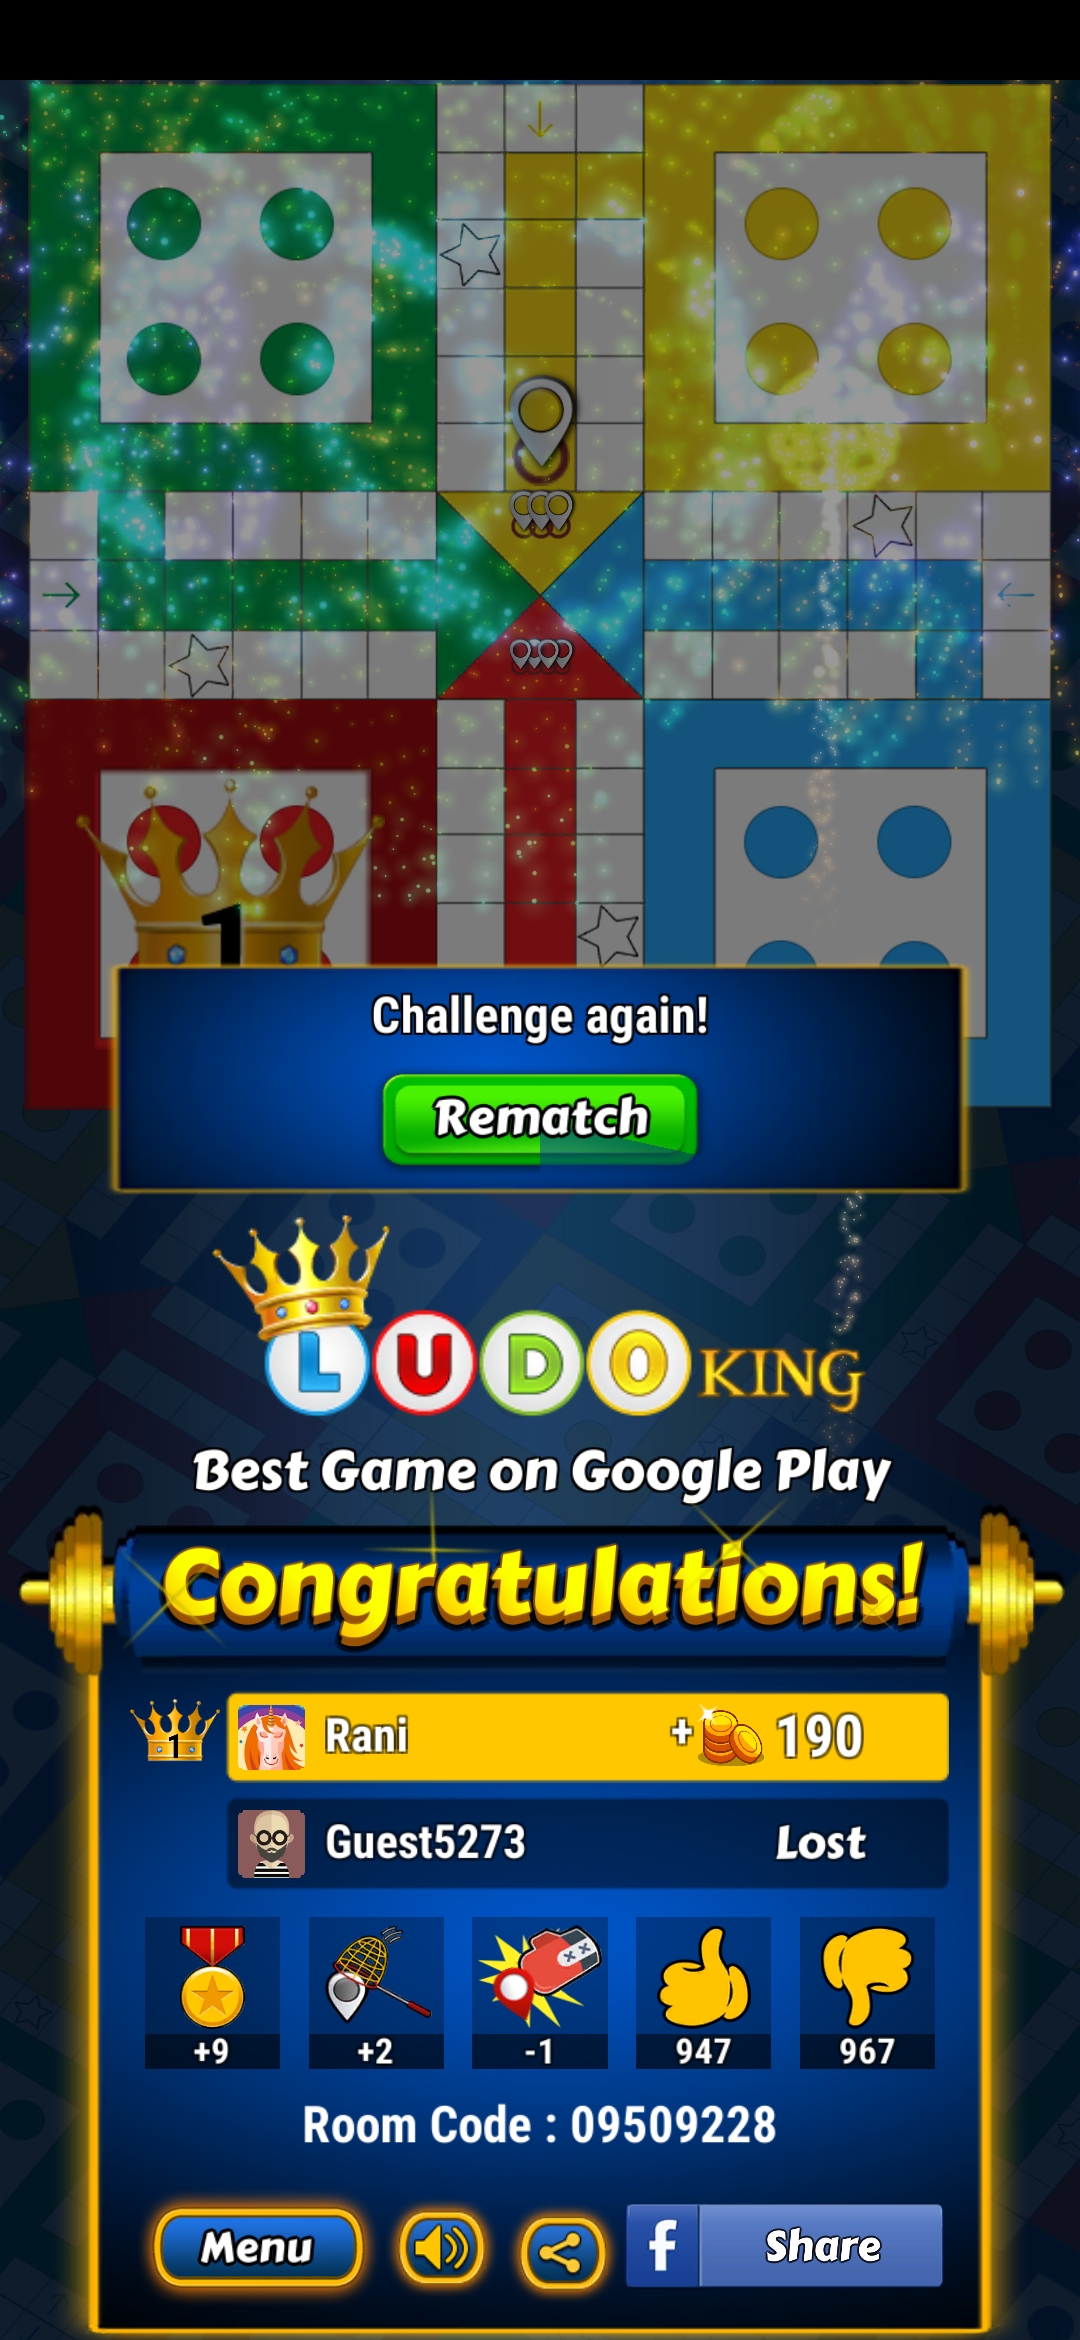 1
Challenge again!
Rematch
LUDO KING
Best Game on Google Play
Congratulations!
1 Rani + 190
Guest5273 Lost
+9 +2 -1 947 967
Room Code : 09509228
Menu f Share